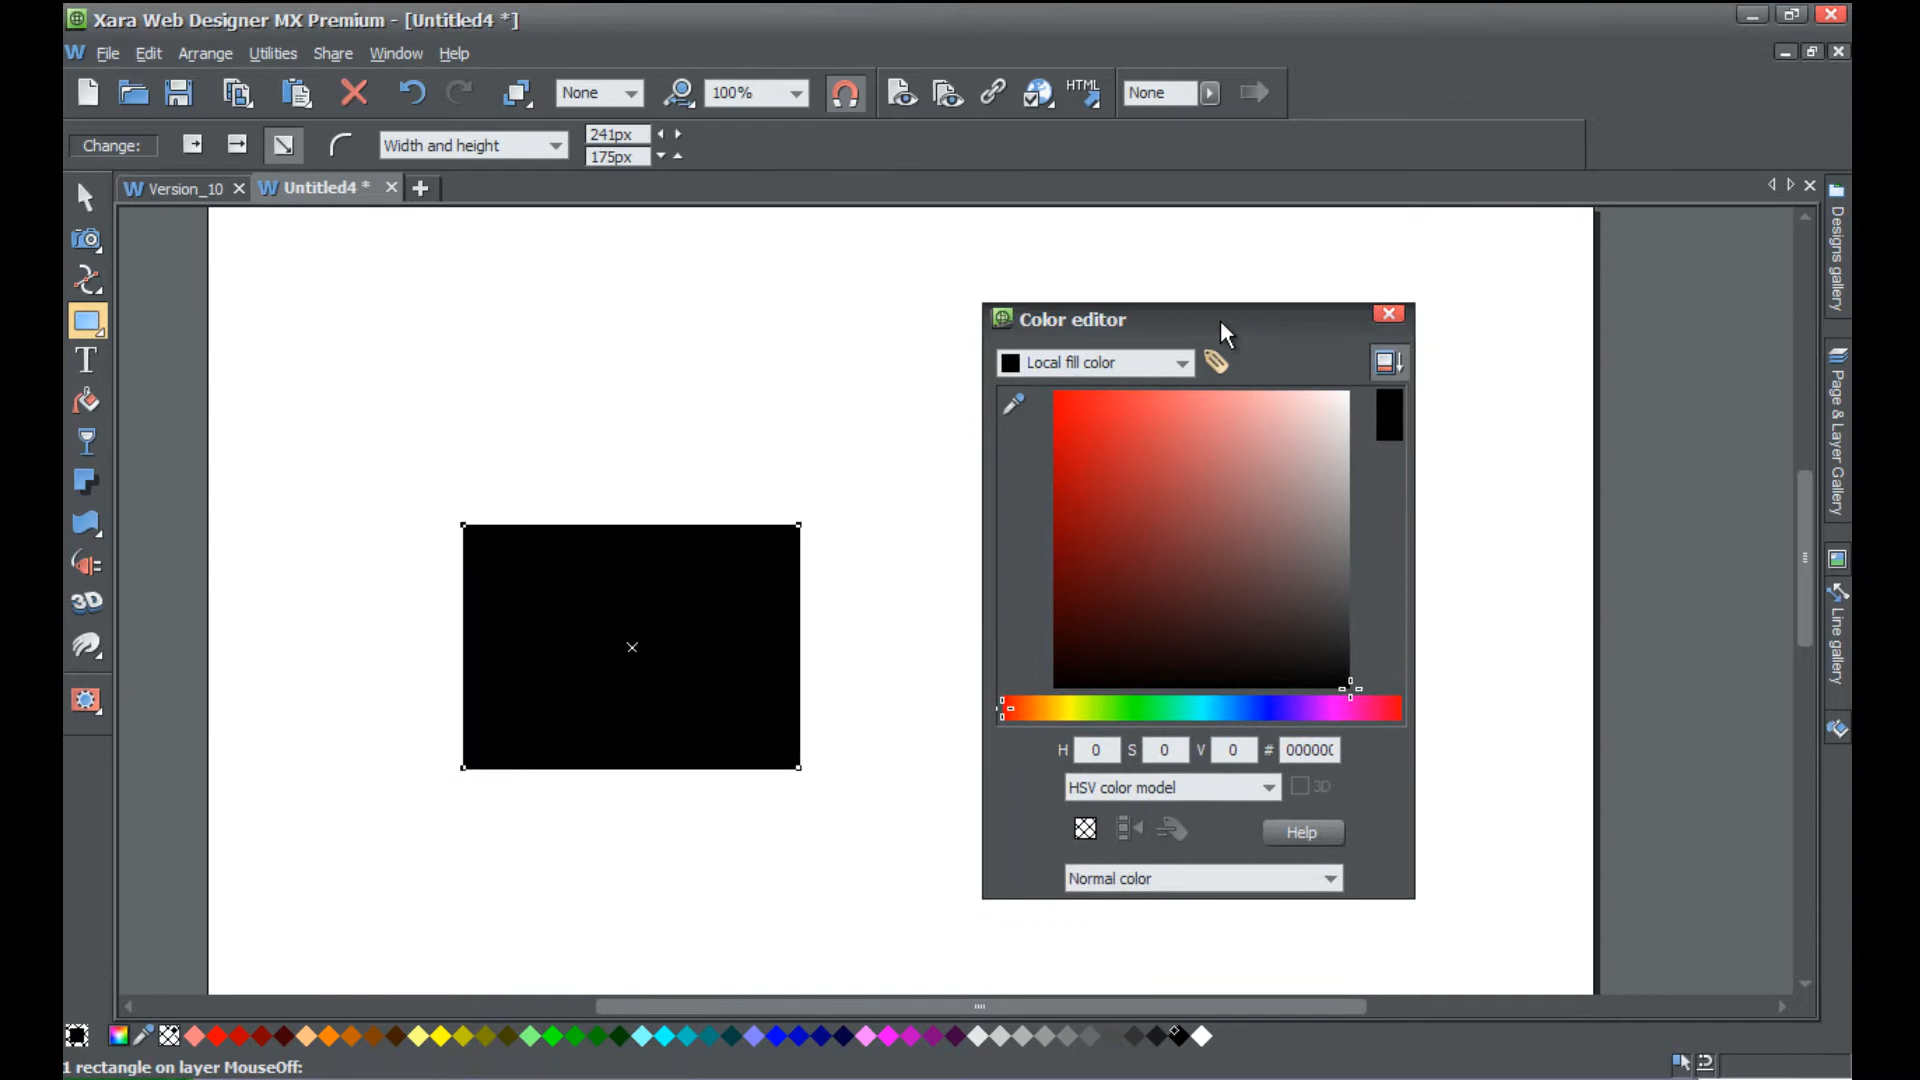 Xara Web Designer MX Premium - [Untitled4 *]
W File Edit Arrange Utilities Share Window Help
None 100% HTML None
Change: Width and height 241px
175px
W Version_10 W Untitled4 *
Designs gallery
Page & Layer Gallery
Line gallery
T
3D
Color editor
Local fill color
H 0 S 0 V 0 # 000000
HSV color model 3D
Help
Normal color
1 rectangle on layer MouseOff: